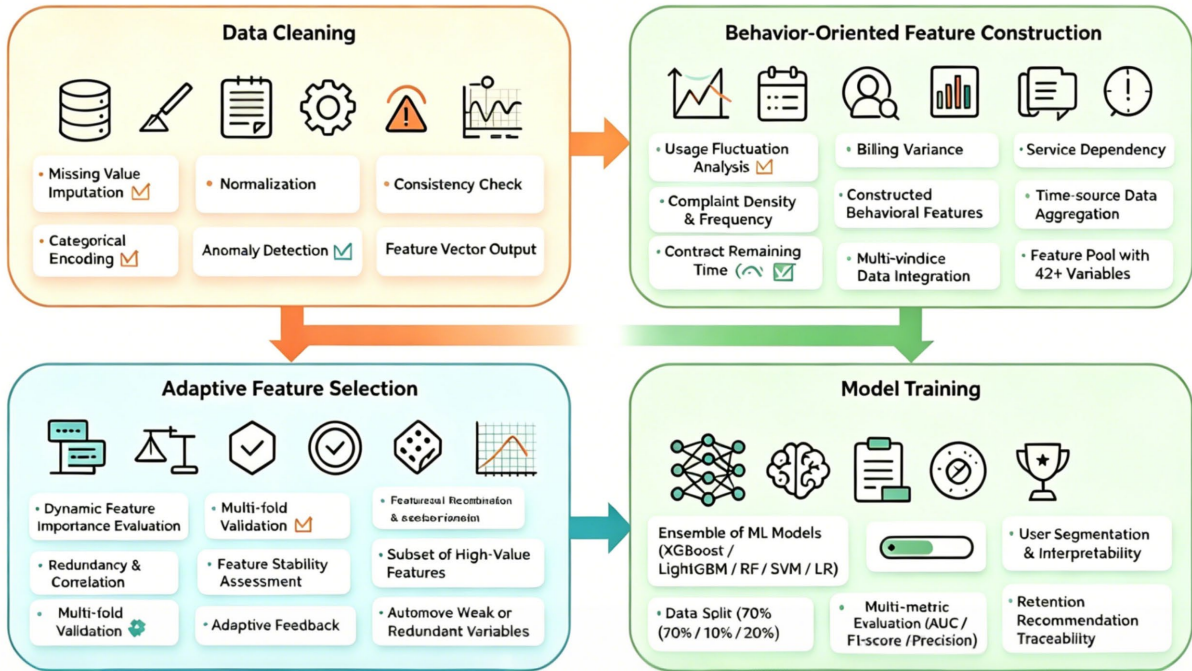 Data Cleaning
• Missing Value
Imputation
• Normalization
• Consistency Check
• Categorical
Encoding
Anomaly Detection
Feature Vector Output
Behavior-Oriented Feature Construction
• Usage Fluctuation
Analysis
• Billing Variance
• Service Dependency
• Complaint Density
& Frequency
• Constructed
Behavioral Features
• Time-source Data
Aggregation
• Contract Remaining
Time
• Multi-vindice
Data Integration
• Feature Pool with
42+ Variables
Adaptive Feature Selection
• Dynamic Feature
Importance Evaluation
• Multi-fold
Validation
• Redundancy &
Correlation
• Feature Stability
Assessment
• Subset of High-Value
Features
• Multi-fold
Validation
• Adaptive Feedback
• Automove Weak or
Redundant Variables
Model Training
Ensemble of ML Models
(XGBoost /
LighIGBM / RF / SVM / LR)
• User Segmentation
& Interpretability
• Data Split (70%
(70% / 10% / 20%)
• Multi-metric
Evaluation (AUC /
FI-score / Precision)
• Retention
Recommendation
Traceability